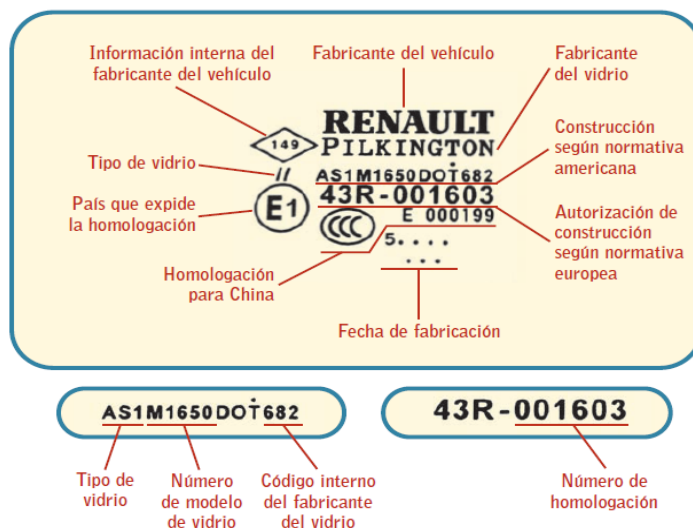 Información interna del
fabricante del vehículo
Fabricante del vehículo
Fabricante
del vidrio
RENAULT
PILKINGTON
149
Construcción
según normativa
americana
Tipo de vidrio
//
AS1M1650DOT682
43R-001603
País que expide
la homologación
E1
CCC
E 000199
5....
...
Autorización de
construcción
según normativa
europea
Homologación
para China
Fecha de fabricación
AS1M1650DOT682
43R-001603
Tipo de
vidrio
Número
de modelo
de vidrio
Código interno
del fabricante
del vidrio
Número de
homologación